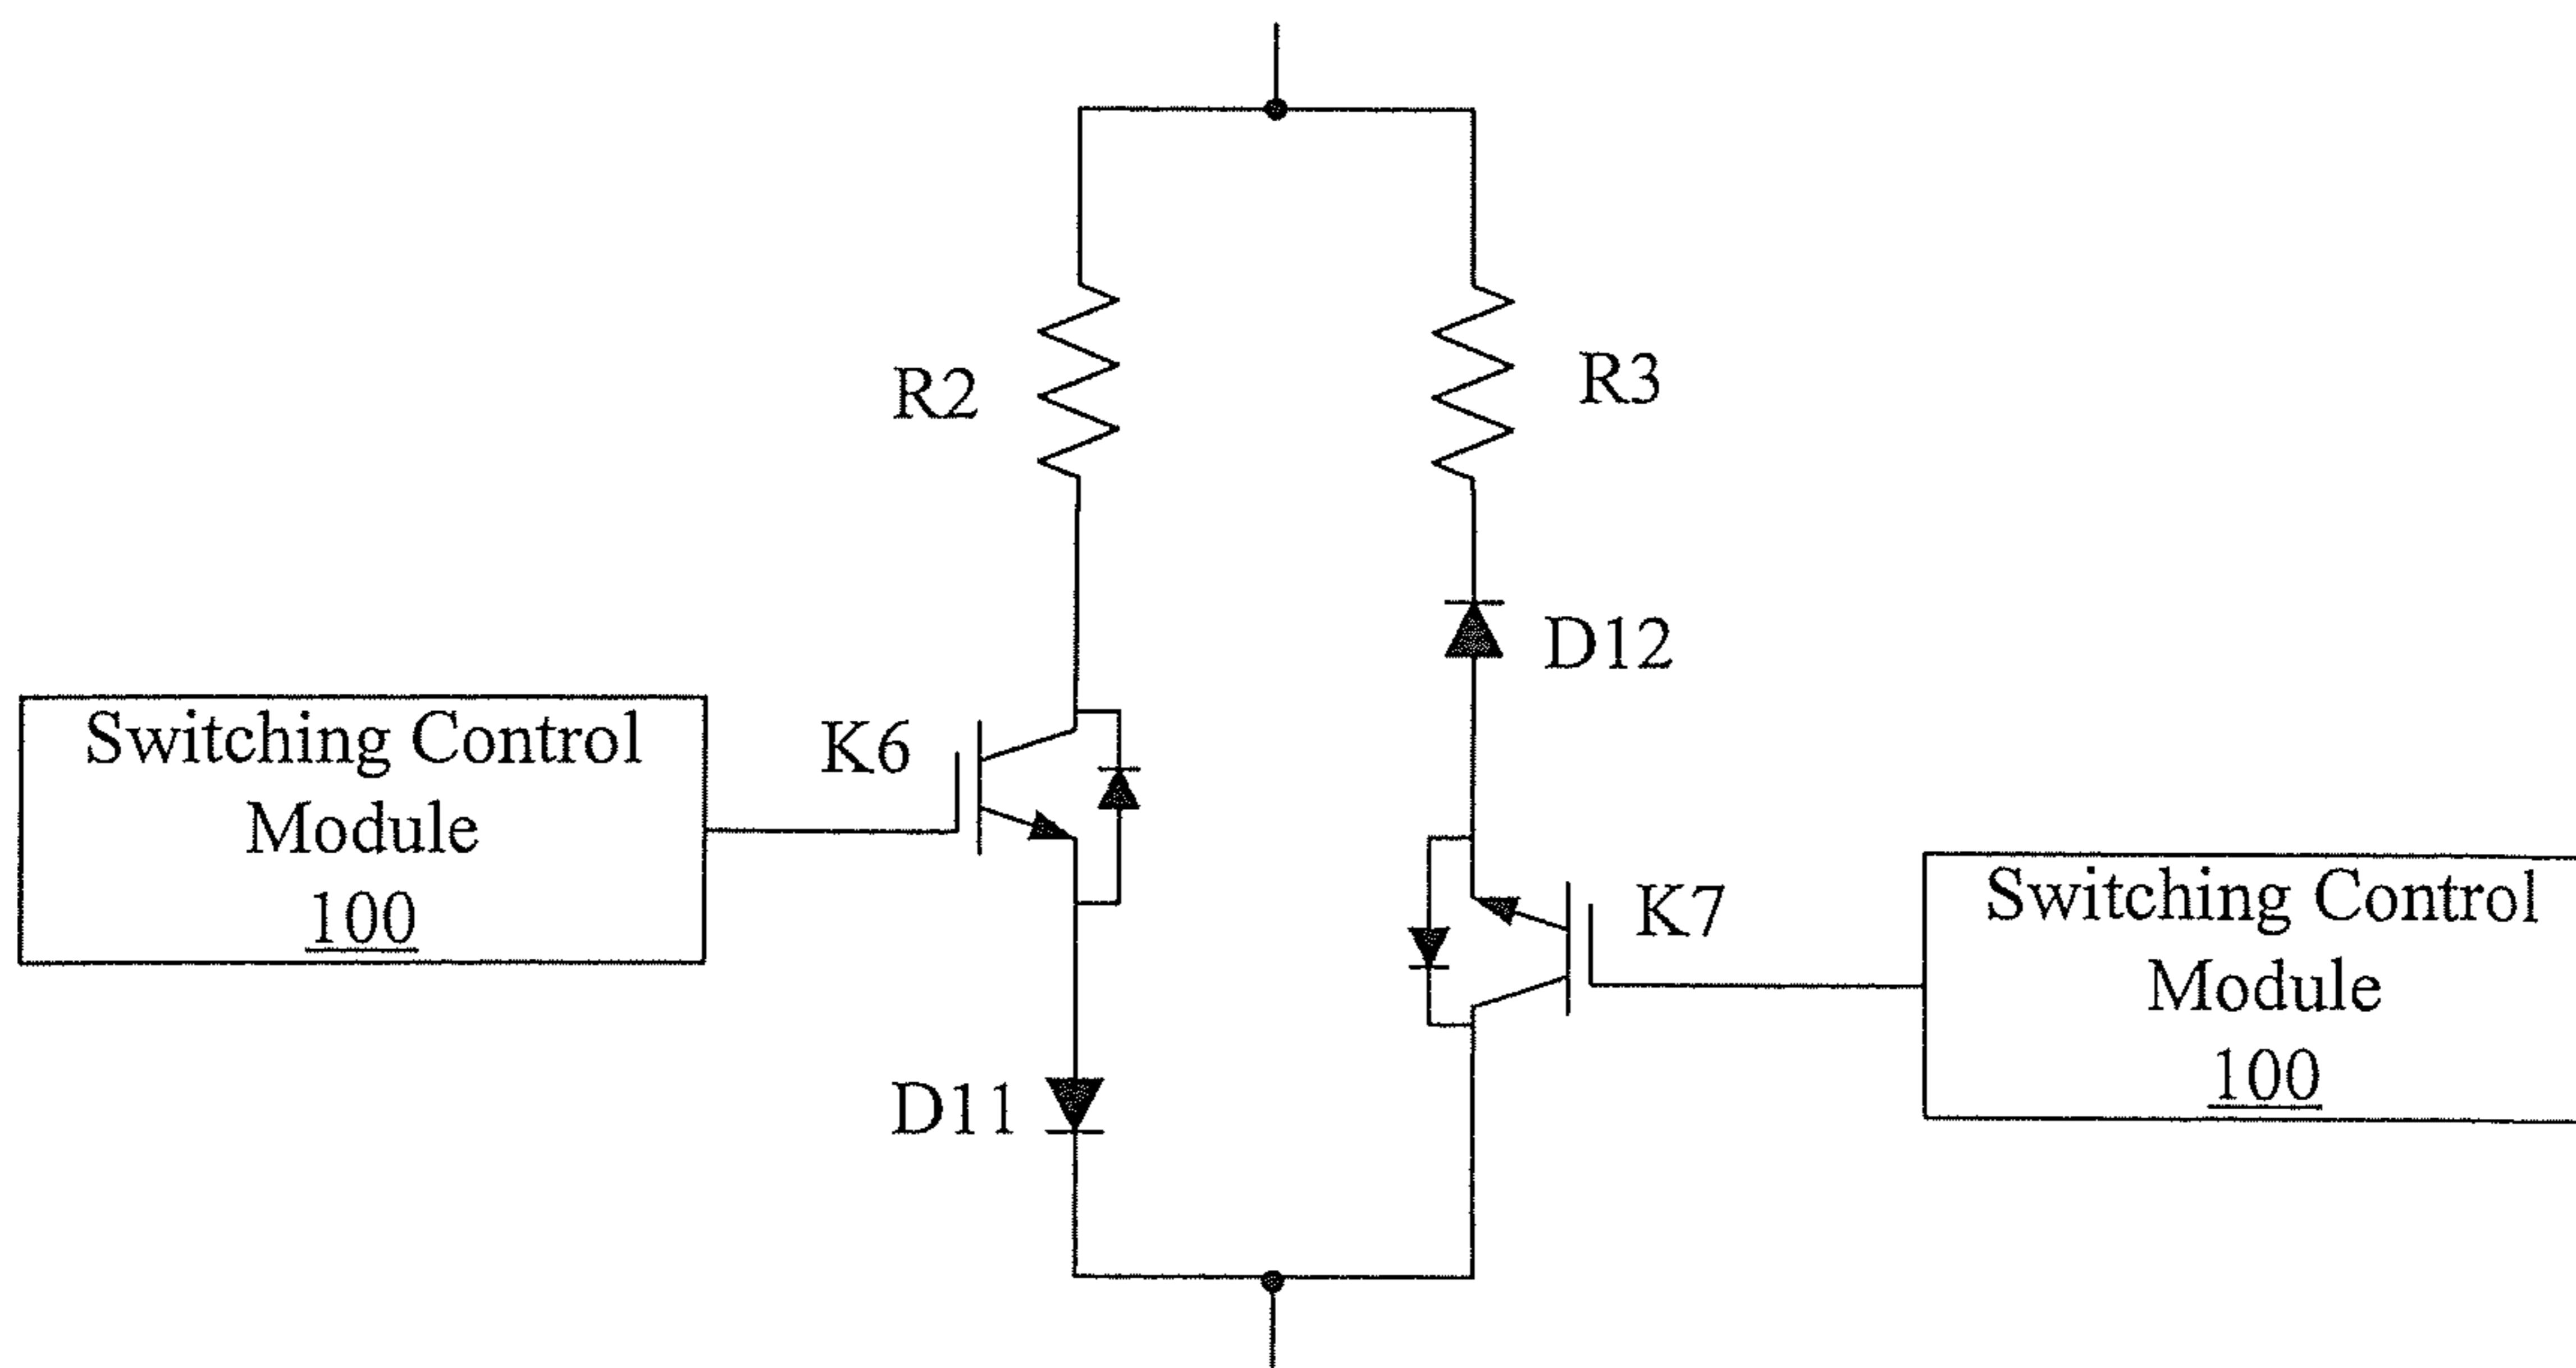 R2
R3
D12
K6
Switching Control
Module
100
K7
Switching Control
Module
100
D11